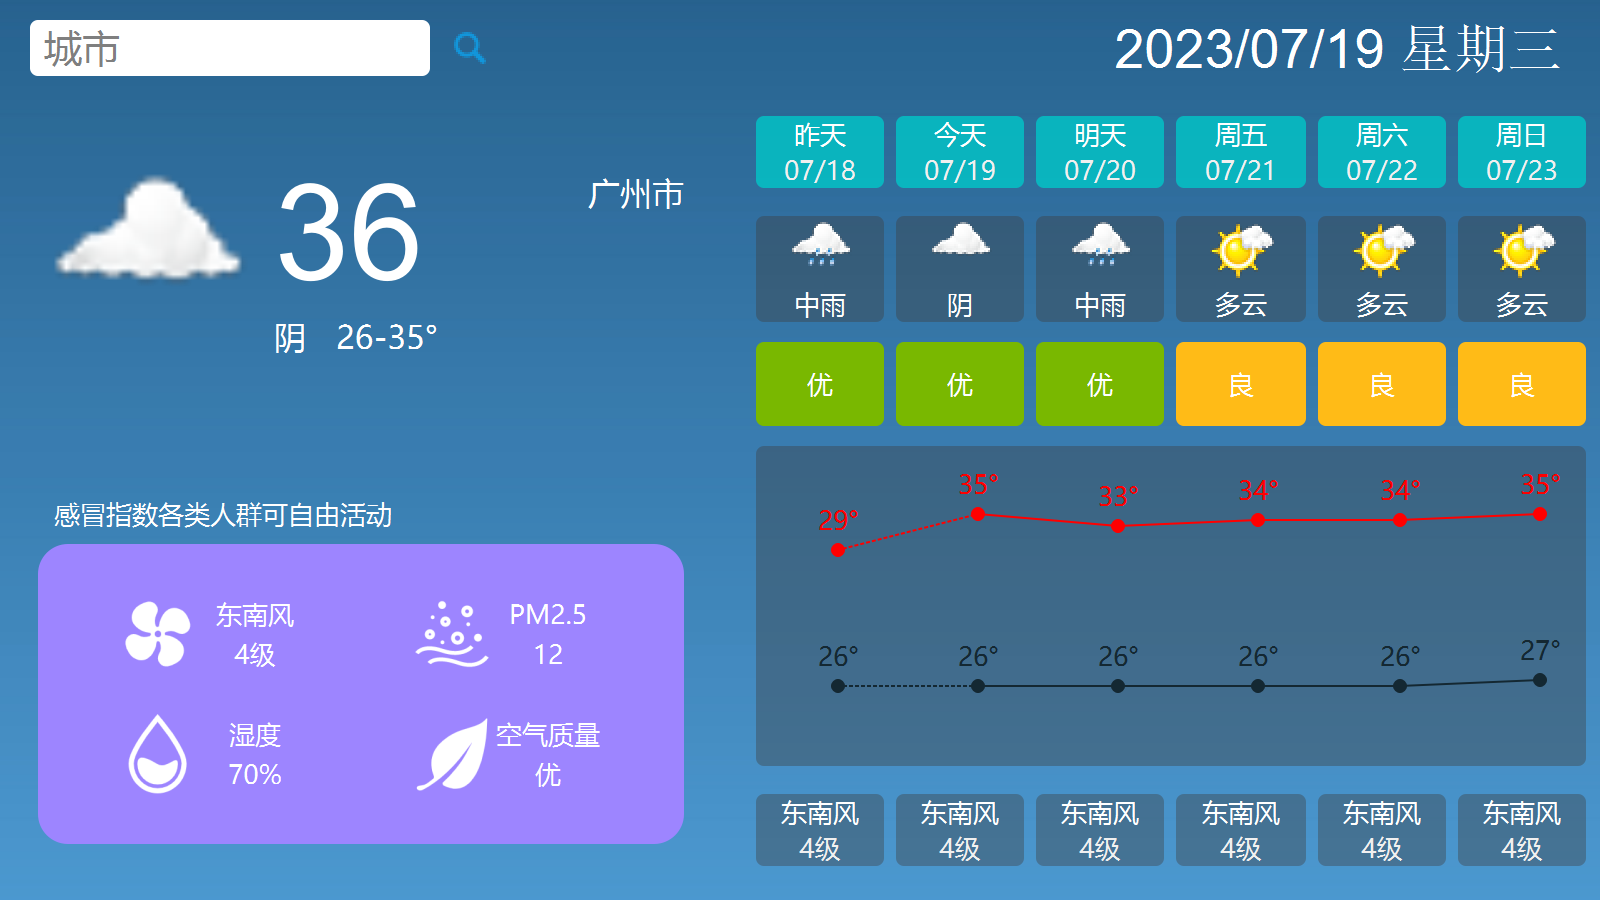 城市
2023/07/19 星期三
36
广州市
阴 26-35°
感冒指数各类人群可自由活动
东南风
4级
PM2.5
12
湿度
70%
空气质量
优
昨天
07/18
今天
07/19
明天
07/20
周五
07/21
周六
07/22
周日
07/23
中雨
阴
中雨
多云
多云
多云
优
优
优
良
良
良
29°
35°
33°
34°
34°
35°
26°
26°
26°
26°
26°
27°
东南风
4级
东南风
4级
东南风
4级
东南风
4级
东南风
4级
东南风
4级